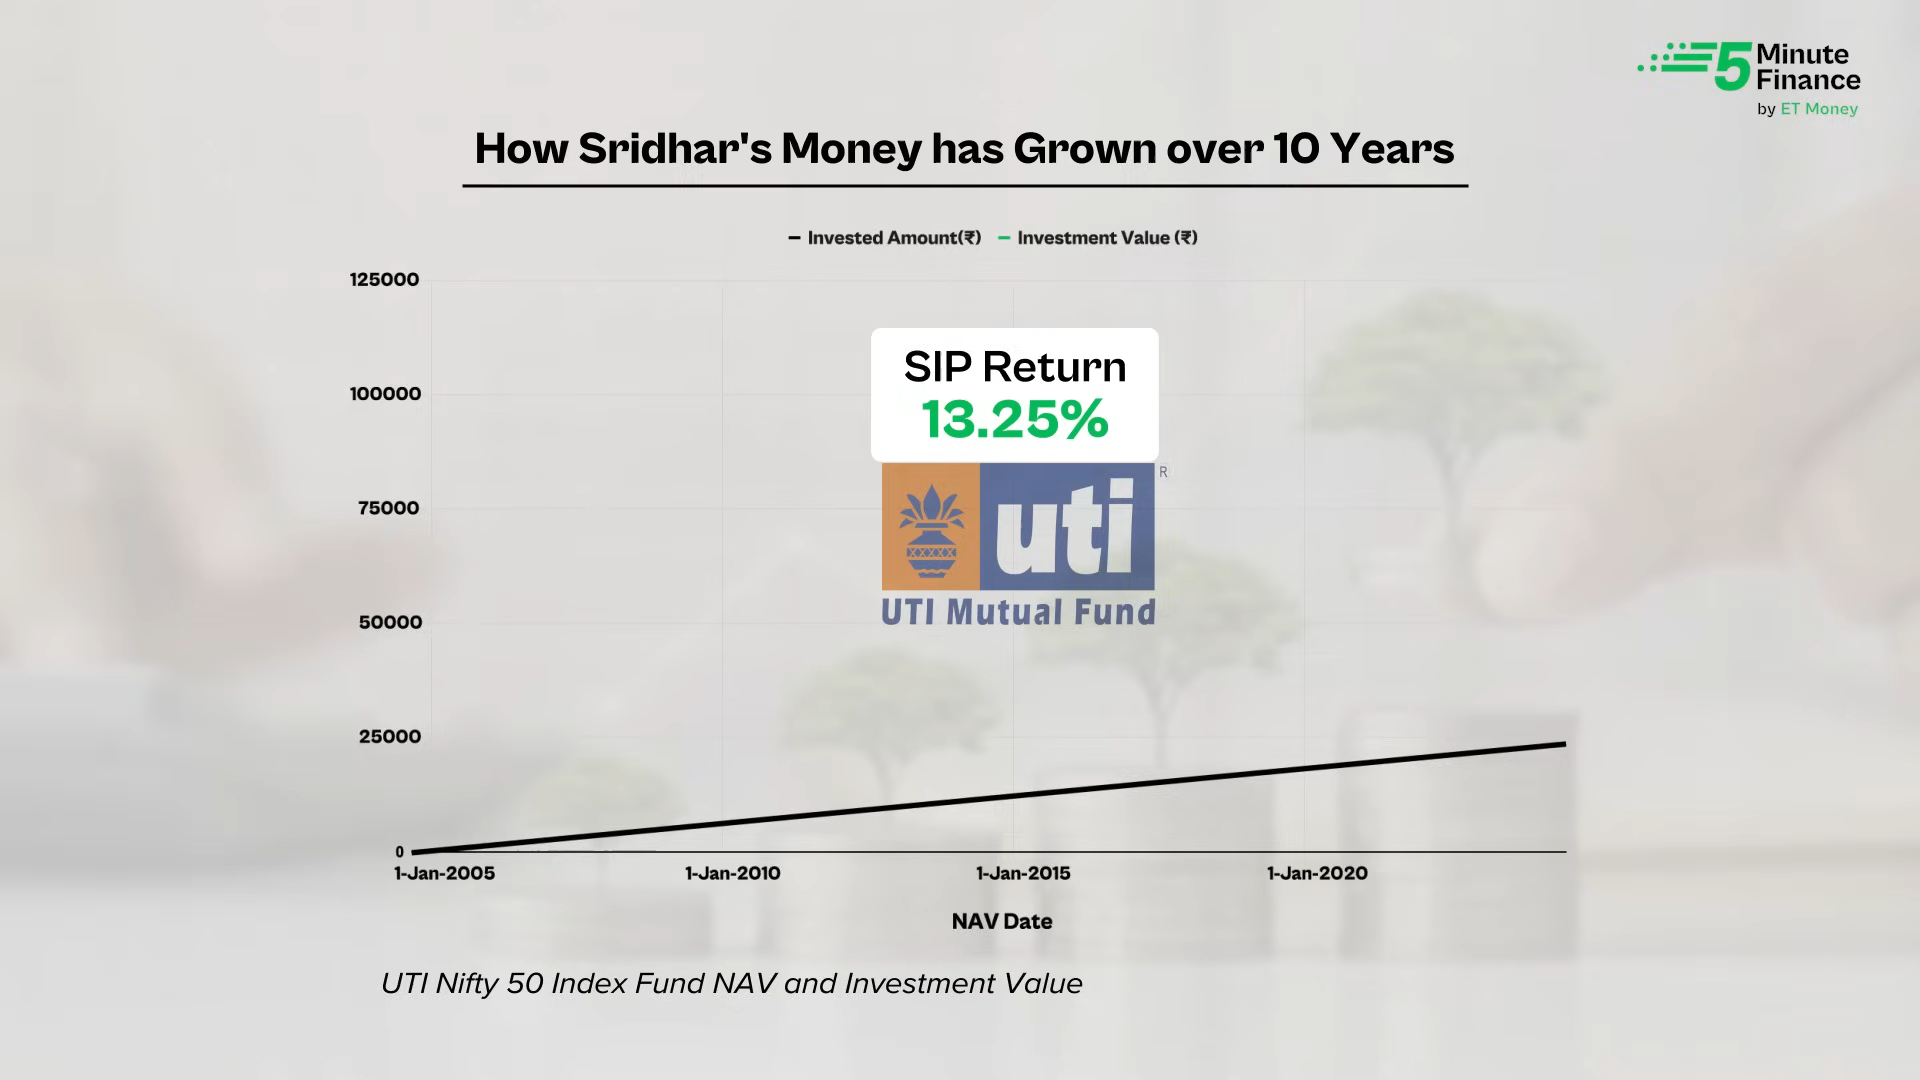 5 Minute
Finance
by ET Money
How Sridhar's Money has Grown over 10 Years
Invested Amount(₹) Investment Value (₹)
125000
100000
75000
50000
25000
0
SIP Return
13.25%
uti
R
UTI Mutual Fund
1-Jan-2005 1-Jan-2010 1-Jan-2015 1-Jan-2020
NAV Date
UTI Nifty 50 Index Fund NAV and Investment Value